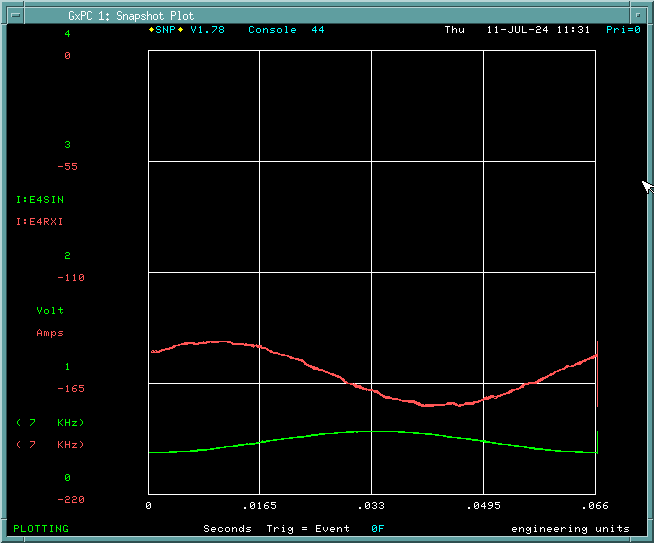 GxPC 1: Snapshot Plot
4
◆SNP◆ V1.78 Console 44 Thu 11-JUL-24 11:31 Pri=0
0
3
-55
I:E4SIN
I:E4RXI
2
-110
Volt
Amps
1
-165
( 7 KHz)
( 7 KHz)
0
-220
0 .0165 .033 .0495 .066
PLOTTING Seconds Trig = Event 0F engineering units